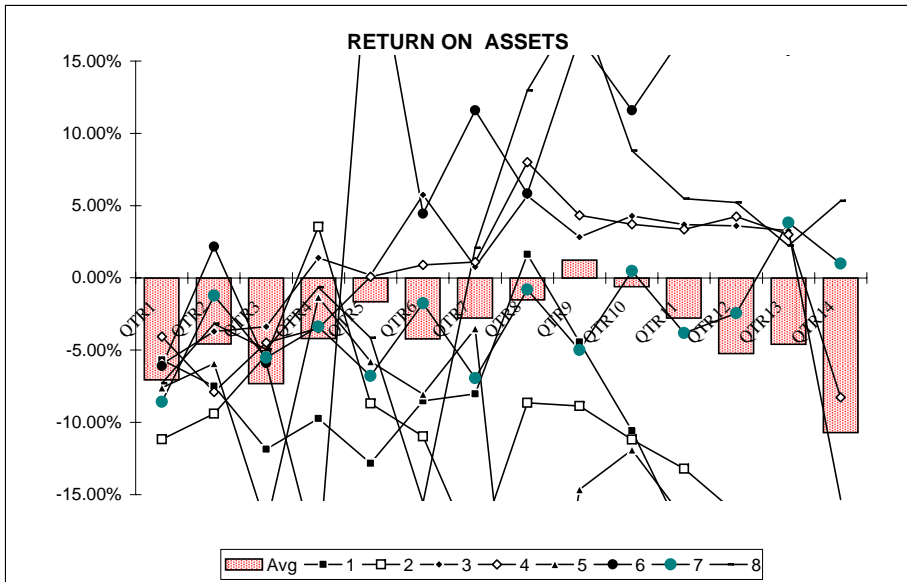 RETURN ON ASSETS
15.00%
10.00%
5.00%
0.00%
-5.00%
-10.00%
-15.00%
QTR1 QTR2 QTR3 QTR4 QTR5 QTR6 QTR7 QTR8 QTR9 QTR10 QTR11 QTR12 QTR13 QTR14
Avg 1 2 3 4 5 6 7 8